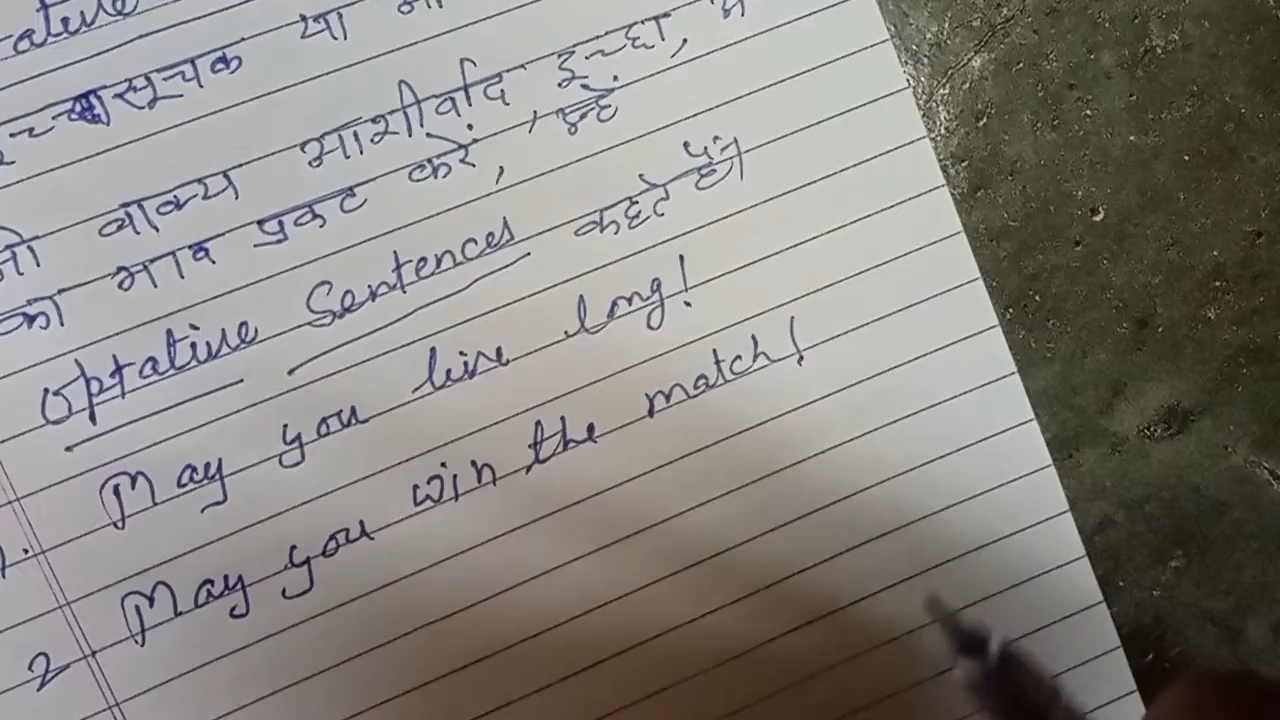 सूचक या
वाक्य आशीर्वाद इच्छा,
को भाव प्रकट करें, इन्हें
Optative Sentences कहते हैं।
1. May you live long!
2 May you win the match!